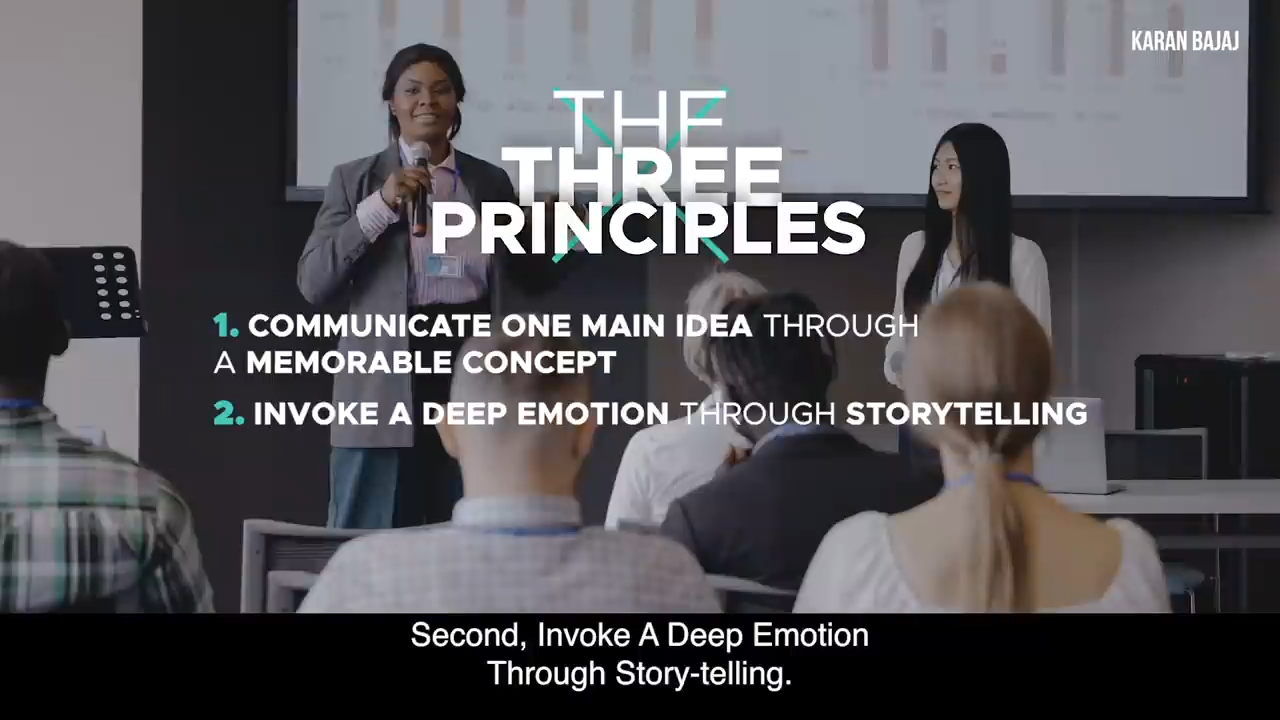 KARAN BAJAJ
THE
THREE
PRINCIPLES
1. COMMUNICATE ONE MAIN IDEA THROUGH
A MEMORABLE CONCEPT
2. INVOKE A DEEP EMOTION THROUGH STORYTELLING
Second, Invoke A Deep Emotion
Through Story-telling.